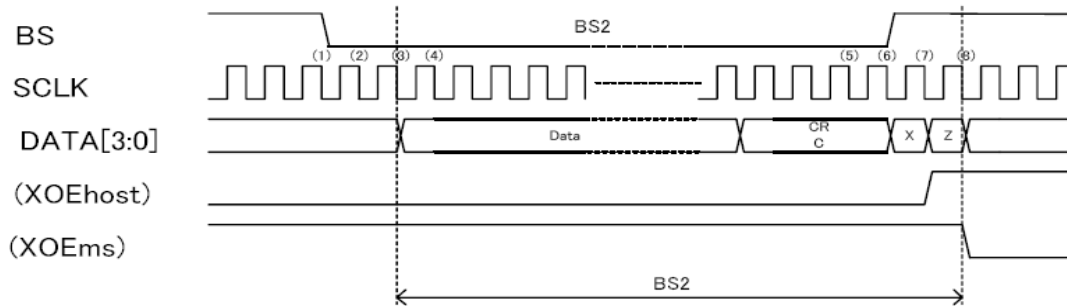 BS
BS2
(1) (2) (3) (4) (5) (6) (7) (8)
SCLK
DATA[3:0]
Data
CR
C
X
Z
(XOEhost)
(XOEms)
BS2